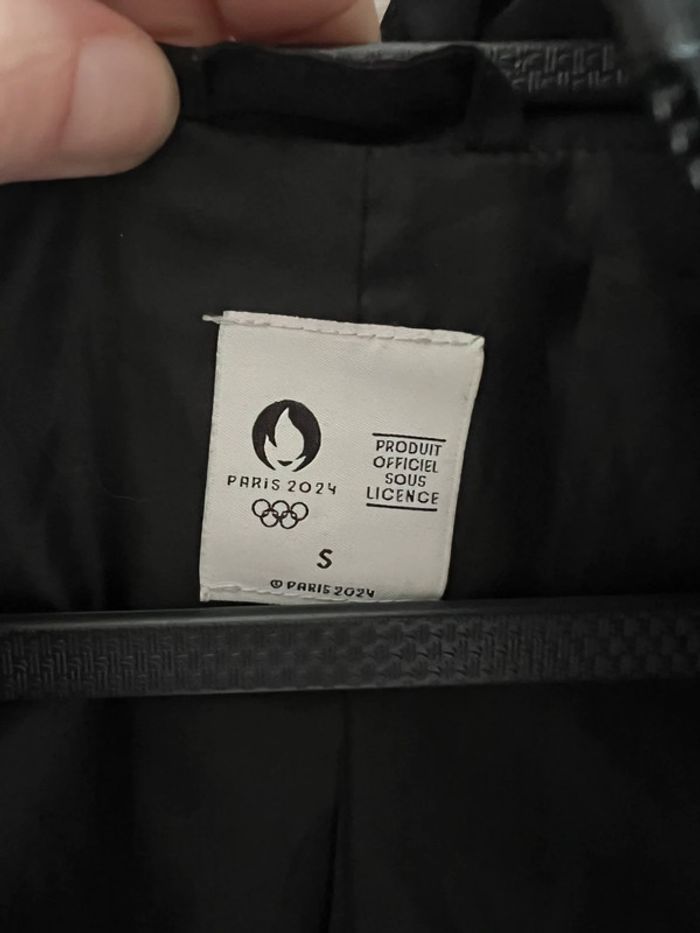 PARIS 2024
PRODUIT
OFFICIEL
SOUS
LICENCE
S
© PARIS 2024